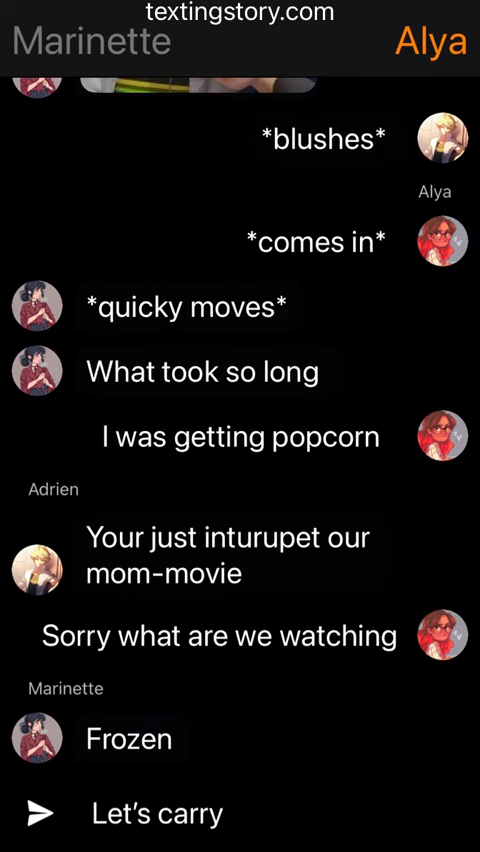 textingstory.com
Marinette
Alya
*blushes*
Alya
*comes in*
*quicky moves*
What took so long
I was getting popcorn
Adrien
Your just inturupet our
mom-movie
Sorry what are we watching
Marinette
Frozen
Let’s carry